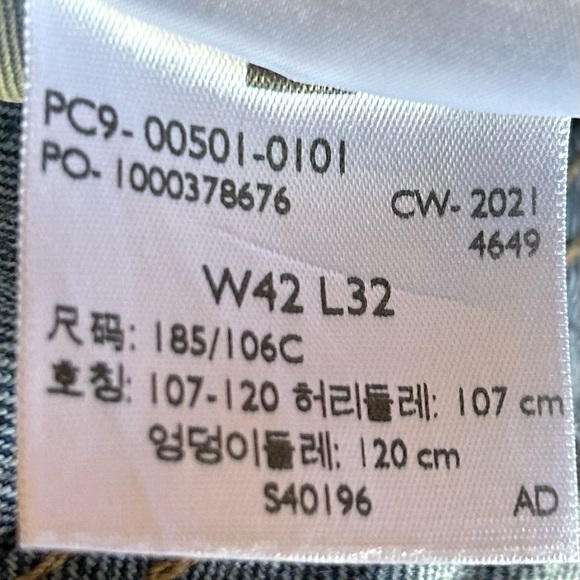 PC9-00501-0101
PO-1000378676
CW-2021
4649
W42 L32
尺码: 185/106C
호칭: 107-120 허리둘레: 107 cm
엉덩이둘레: 120 cm
S40196 AD